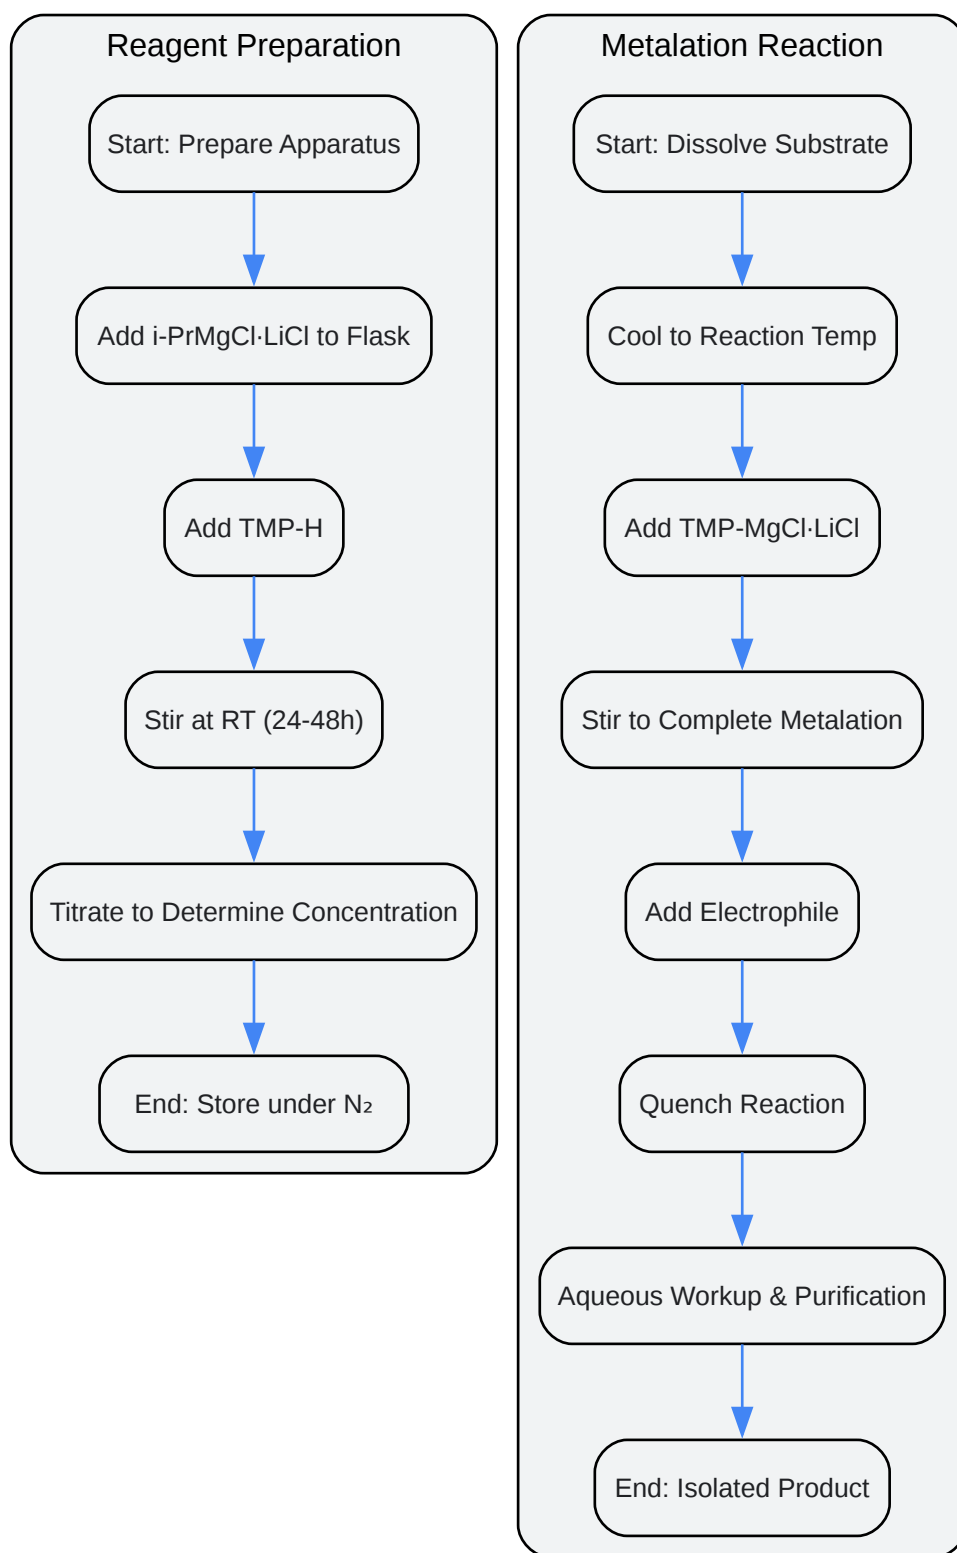 Reagent Preparation
Start: Prepare Apparatus
Add i-PrMgCl·LiCl to Flask
Add TMP-H
Stir at RT (24-48h)
Titrate to Determine Concentration
End: Store under N₂
Metalation Reaction
Start: Dissolve Substrate
Cool to Reaction Temp
Add TMP-MgCl·LiCl
Stir to Complete Metalation
Add Electrophile
Quench Reaction
Aqueous Workup & Purification
End: Isolated Product